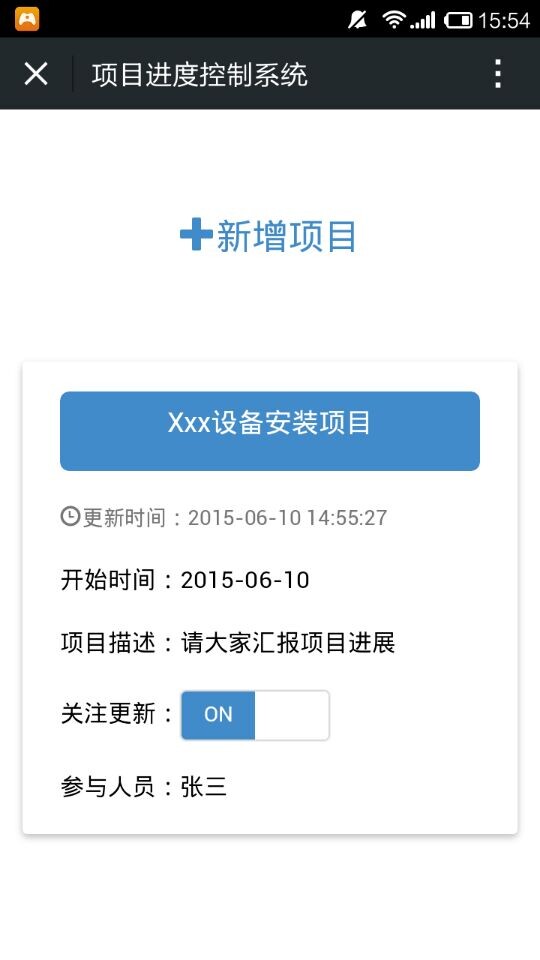 15:54
项目进度控制系统
新增项目
Xxx设备安装项目
更新时间：2015-06-10 14:55:27
开始时间：2015-06-10
项目描述：请大家汇报项目进展
关注更新： ON
参与人员：张三